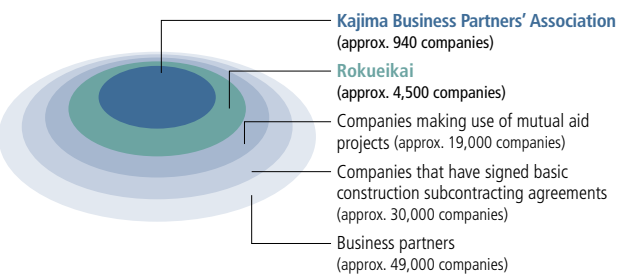 Kajima Business Partners’ Association
(approx. 940 companies)
Rokueikai
(approx. 4,500 companies)
Companies making use of mutual aid
projects (approx. 19,000 companies)
Companies that have signed basic
construction subcontracting agreements
(approx. 30,000 companies)
Business partners
(approx. 49,000 companies)